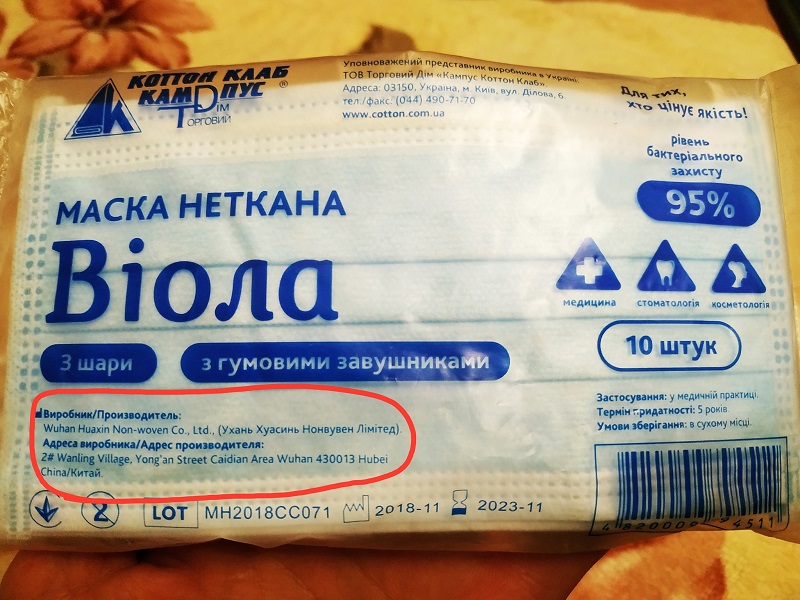 КОТТОН КЛАБ
КАМПУС ®
ТОРГОВИЙ Дім
Уповноважений представник виробника в Україні:
ТОВ Торговий Дім «Кампус Коттон Клаб»
Адреса: 03150, Україна, м. Київ, вул. Ділова, 6.
тел./факс: (044) 490-71-70
www.cotton.com.ua
Для тих,
хто цінує якість!
рівень
бактеріального
захисту
95%
МАСКА НЕТКАНА
Віола
медицина стоматологія косметологія
3 шари з гумовими завушниками
10 штук
Виробник/Производитель:
Wuhan Huaxin Non-woven Co., Ltd., (Ухань Хуасинь Нонвувен Лімітед).
Адреса виробника/Адрес производителя:
2# Wanling Village, Yong'an Street Caidian Area Wuhan 430013 Hubei
China/Китай.
Застосування: у медичній практиці.
Термін придатності: 5 років.
Умови зберігання: в сухому місці.
2 LOT MH2018CC071 2018-11 2023-11